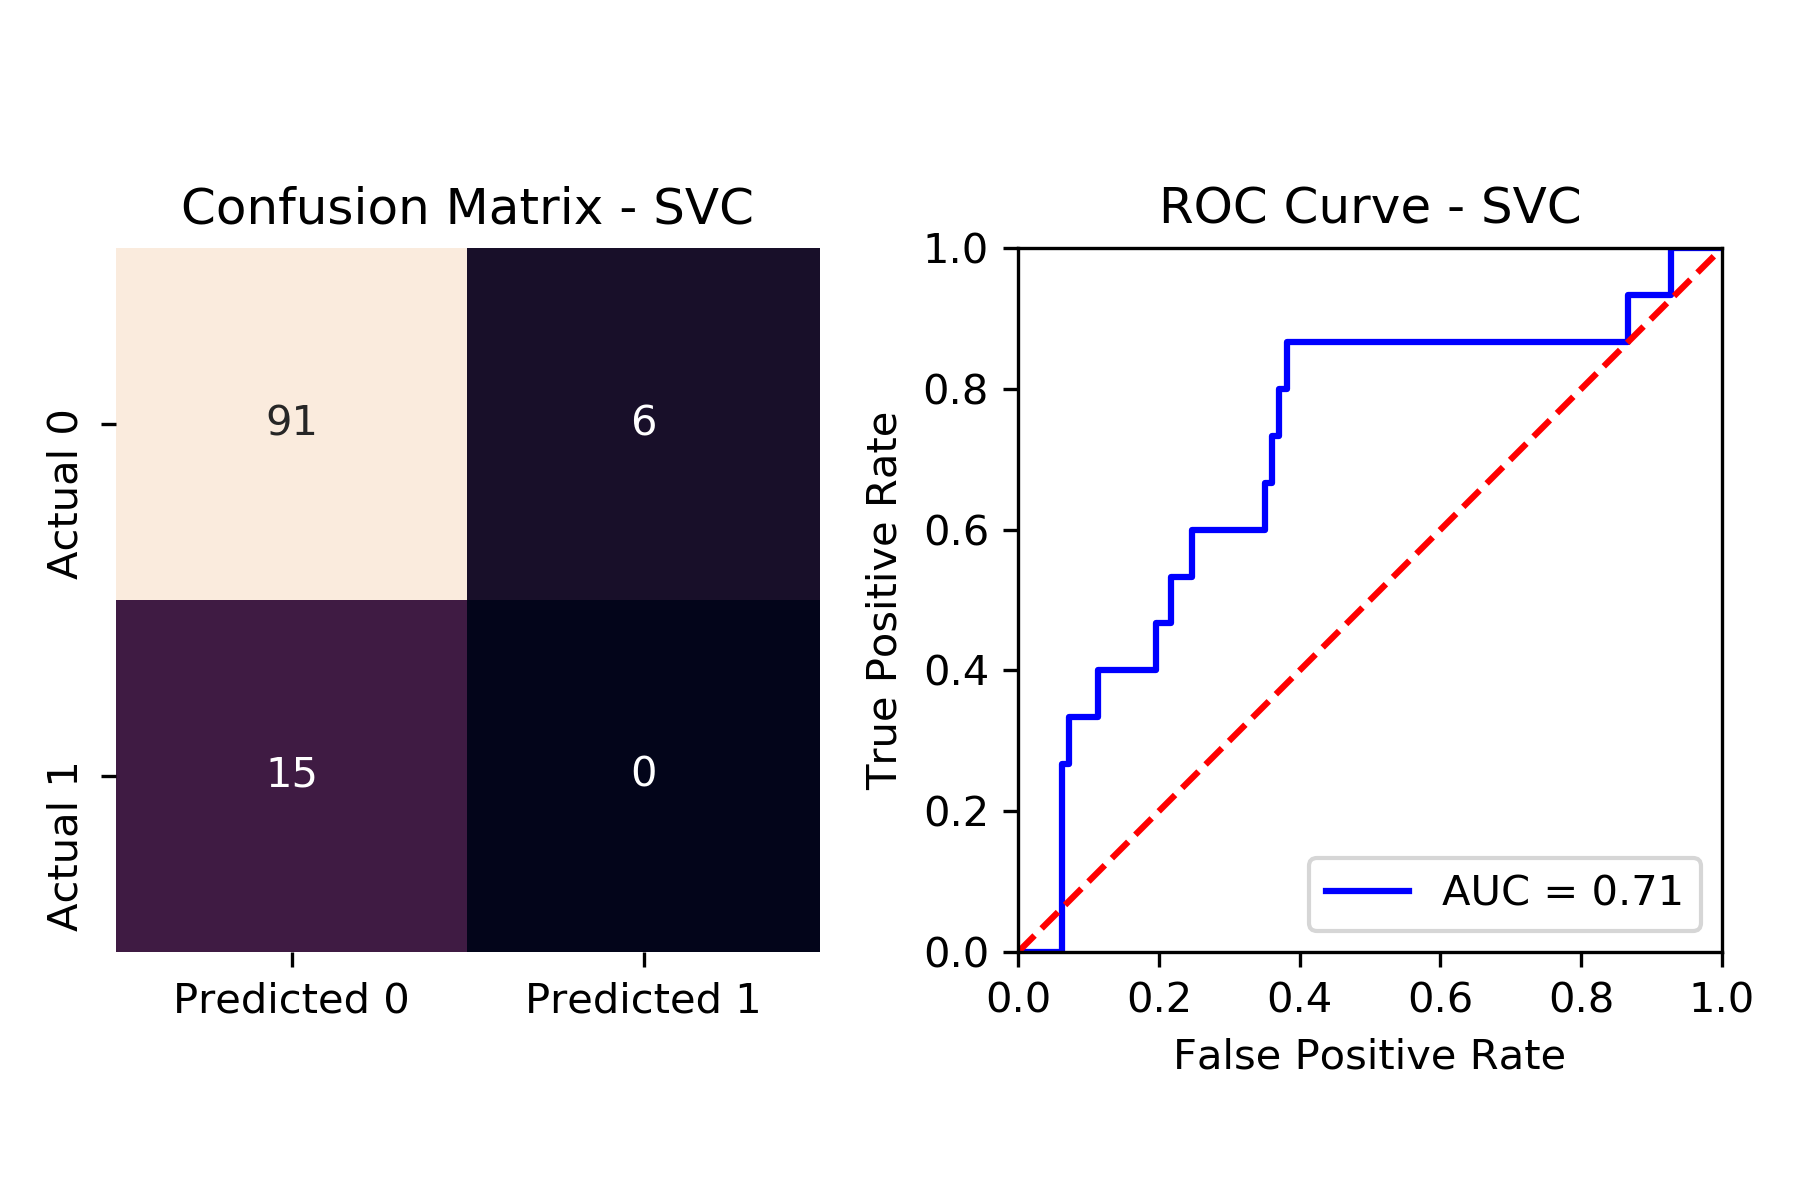 Confusion Matrix - SVC
Actual 0
91
6
Actual 1
15
0
Predicted 0
Predicted 1
ROC Curve - SVC
True Positive Rate
1.0
0.8
0.6
0.4
0.2
0.0
AUC = 0.71
0.0
0.2
0.4
0.6
0.8
1.0
False Positive Rate